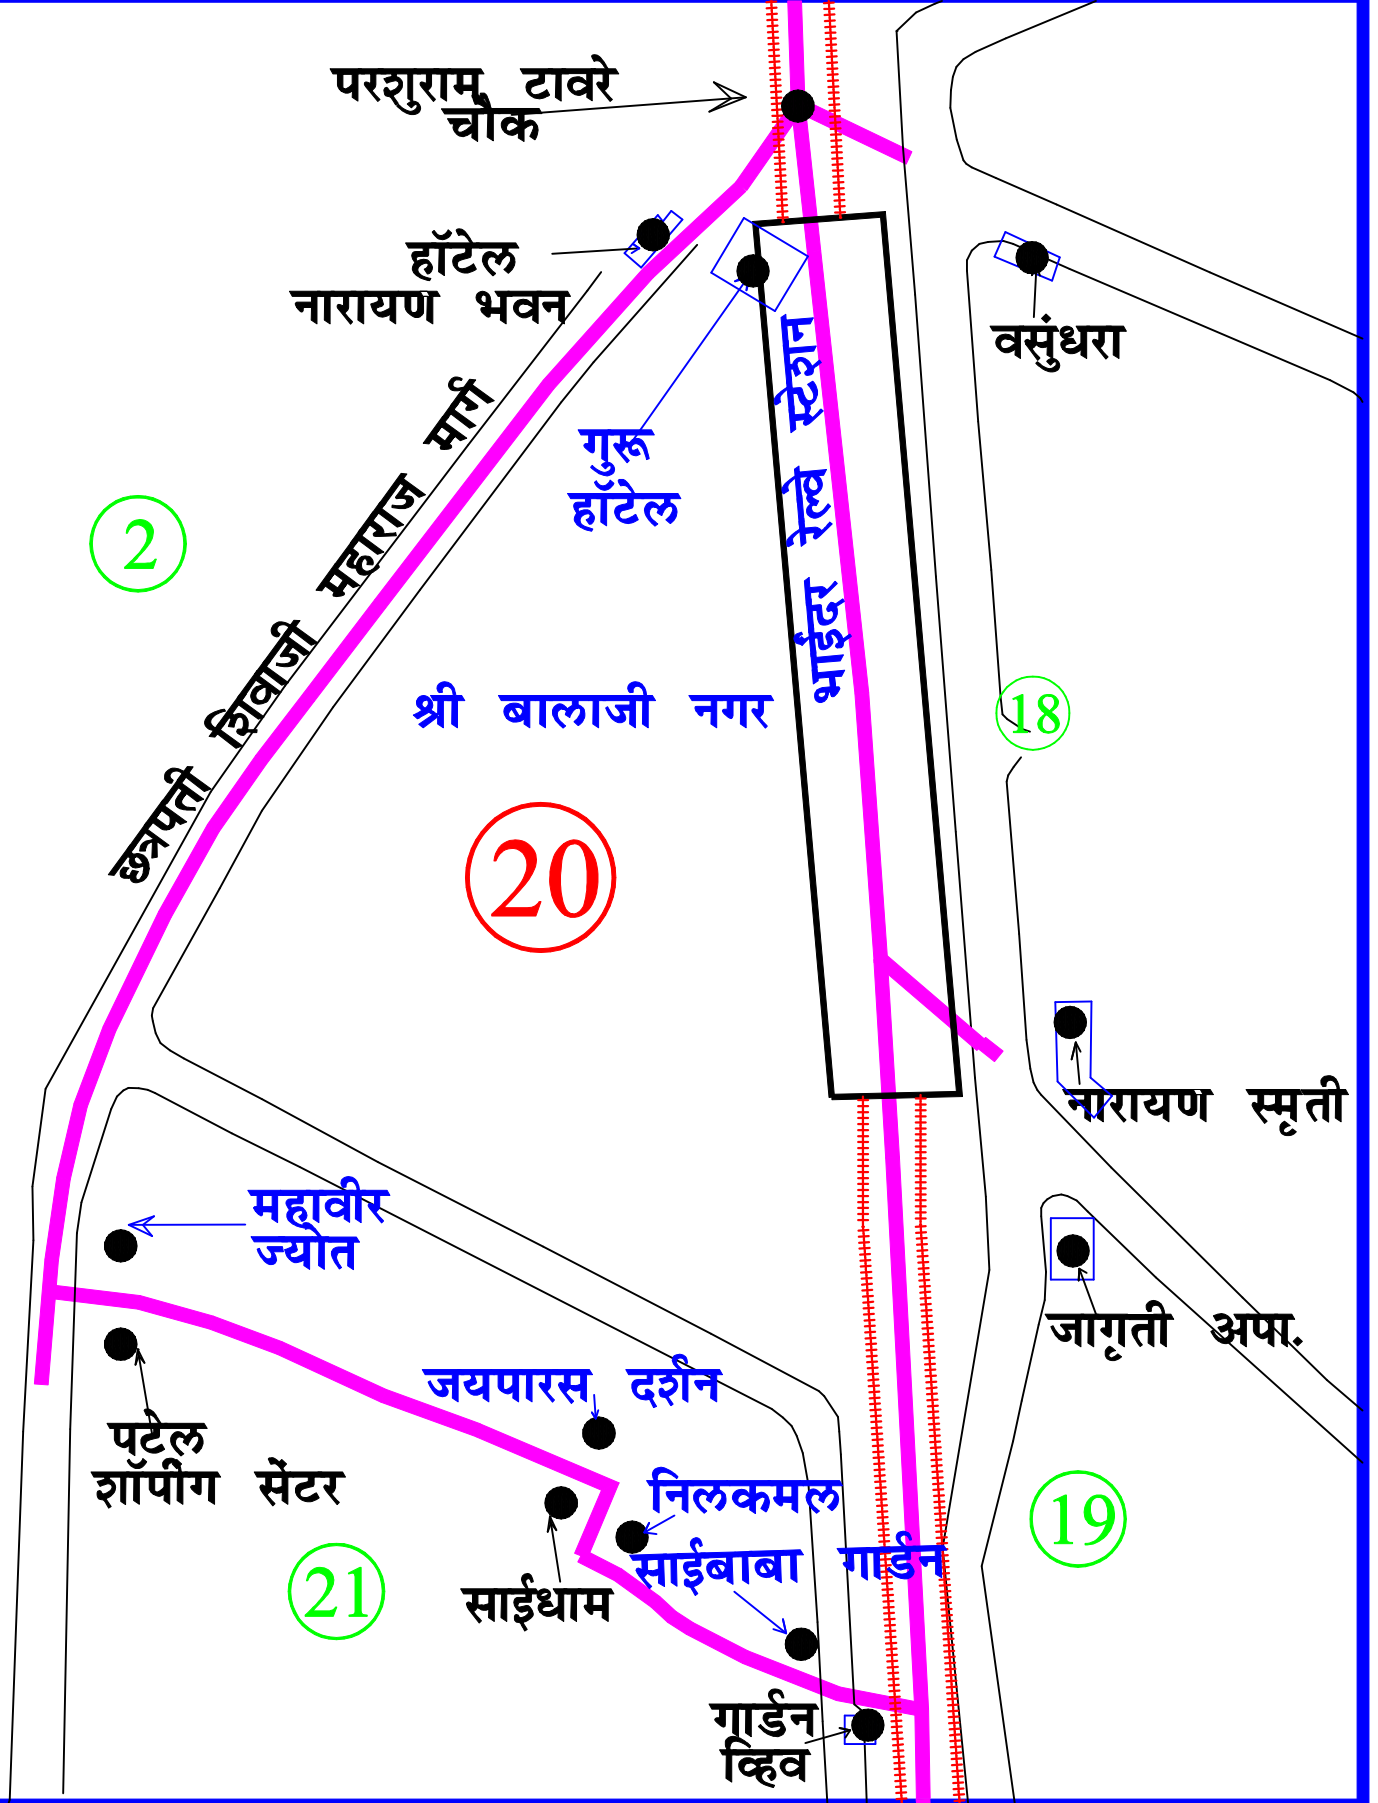 परशुराम टावरे
चौक
हॉटेल
नारायण भवन
वसुंधरा
छत्रपती शिवाजी महाराज मार्ग
गुरू
हॉटेल
भाईंदर रेल्वे स्टेशन
2
श्री बालाजी नगर
18
20
नारायण स्मृती
महावीर
ज्योत
जागृती अपा.
जयपारस दर्शन
पटेल
शॉपींग सेंटर
निलकमल
साईबाबा गार्डन
19
साईधाम
21
गार्डन
व्हिव